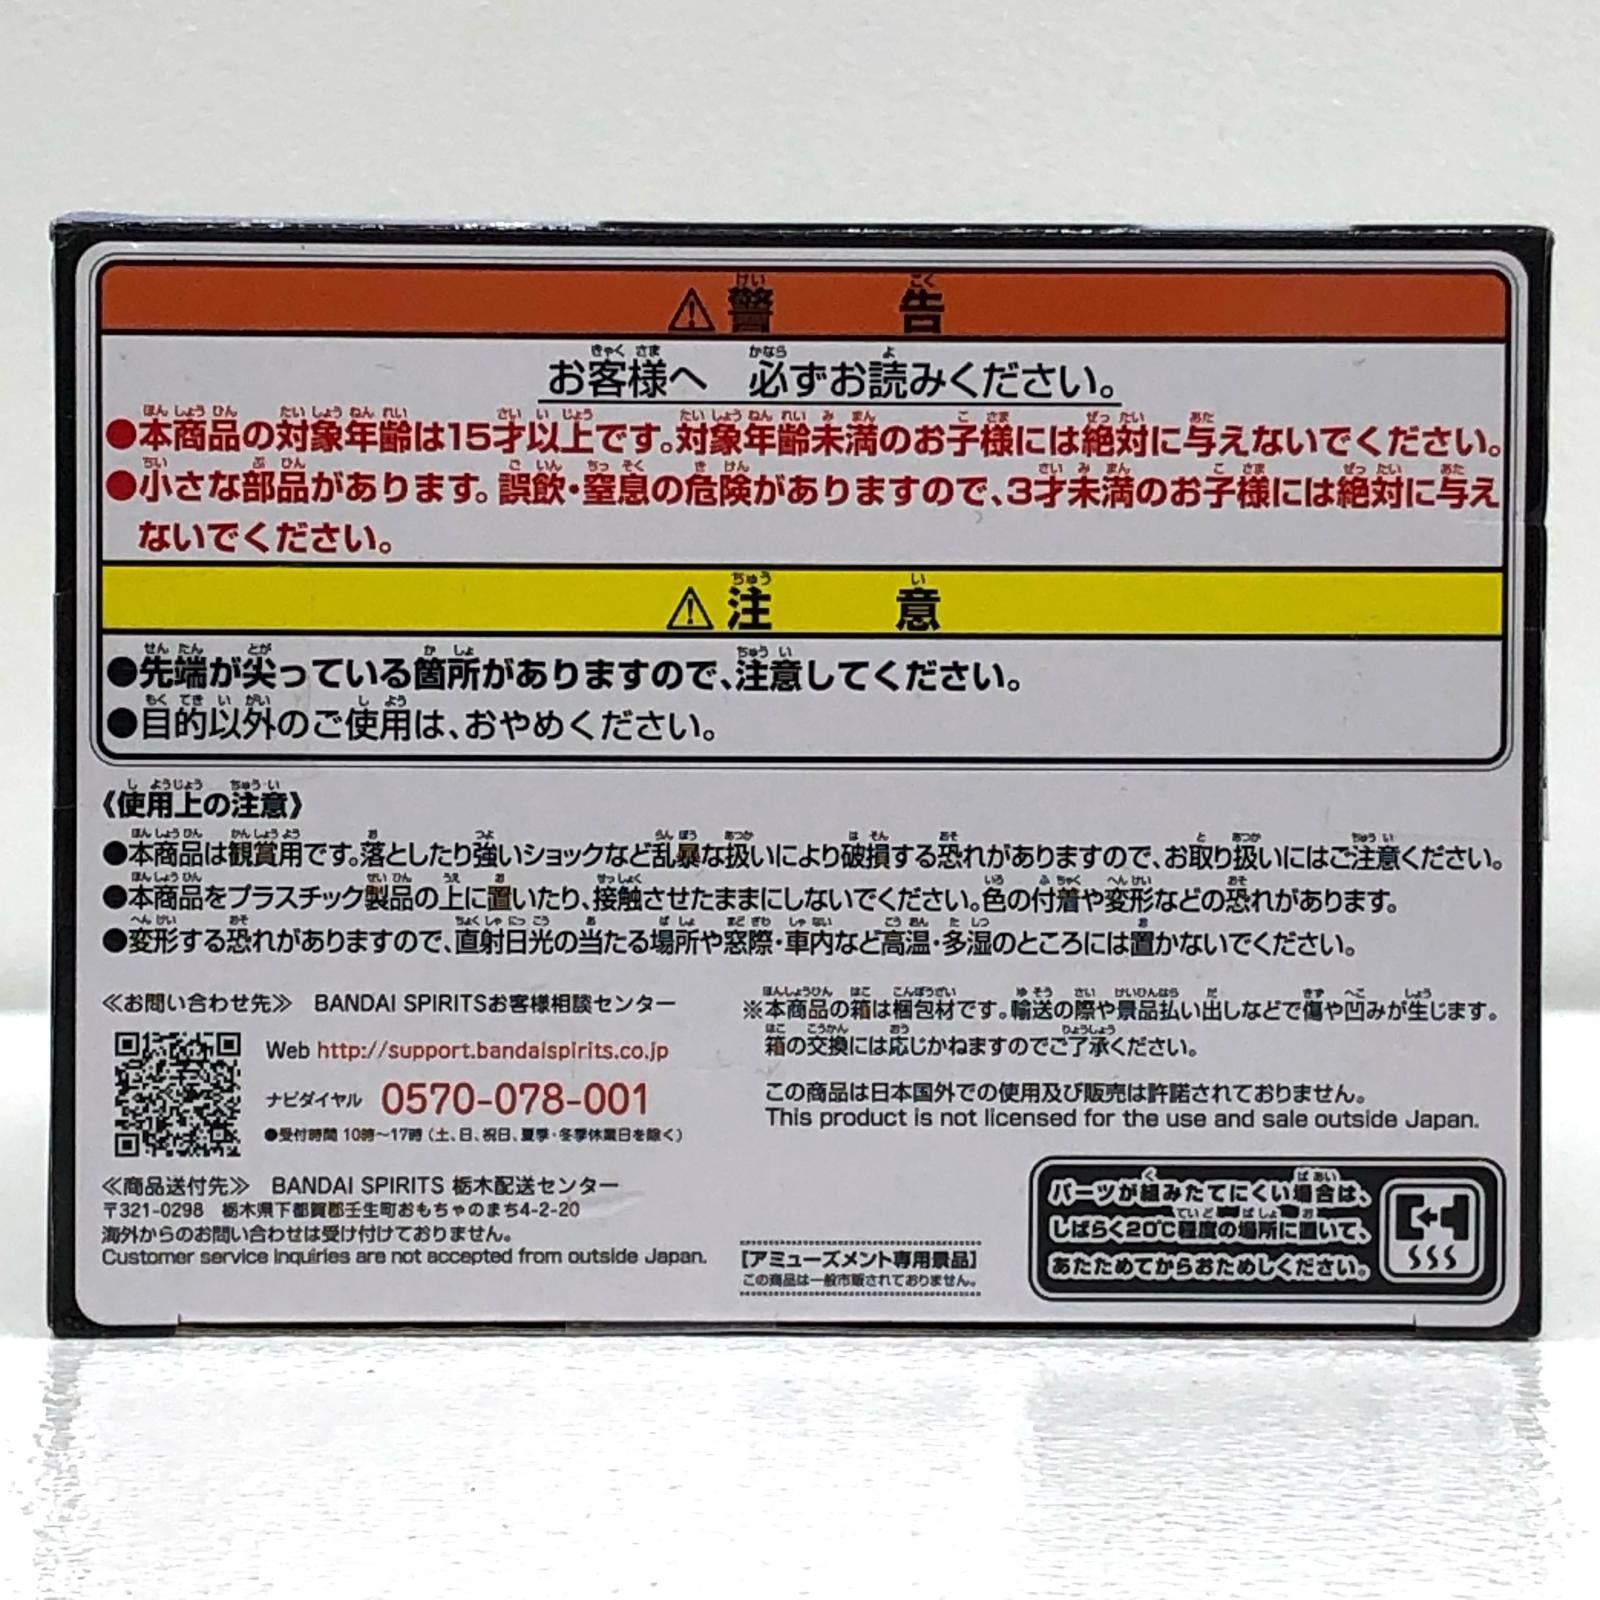 ⚠警告
お客様へ 必ずお読みください。
●本商品の対象年齢は15才以上です。対象年齢未満のお子様には絶対に与えないでください。
●小さな部品があります。誤飲・窒息の危険がありますので、3才未満のお子様には絶対に与え
ないでください。
⚠注意
●先端が尖っている箇所がありますので、注意してください。
●目的以外のご使用は、おやめください。
《使用上の注意》
●本商品は観賞用です。落としたり強いショックなど乱暴な扱いにより破損する恐れがありますので、お取り扱いにはご注意ください。
●本商品をプラスチック製品の上に置いたり、接触させたままにしないでください。色の付着や変形などの恐れがあります。
●変形する恐れがありますので、直射日光の当たる場所や窓際・車内など高温・多湿のところには置かないでください。
≪お問い合わせ先≫ BANDAI SPIRITSお客様相談センター
Web http://support.bandaispirits.co.jp
ナビダイヤル 0570-078-001
●受付時間 10時〜17時（土、日、祝日、夏季・冬季休業日を除く）
≪商品送付先≫ BANDAI SPIRITS 栃木配送センター
〒321-0298 栃木県下都賀郡壬生町おもちゃのまち4-2-20
海外からのお問い合わせは受け付けておりません。
Customer service inquiries are not accepted from outside Japan.
※本商品の箱は梱包材です。輸送の際や景品払い出しなどで傷や凹みが生じます。
箱の交換には応じかねますのでご了承ください。
この商品は日本国外での使用及び販売は許諾されておりません。
This product is not licensed for the use and sale outside Japan.
[アミューズメント専用景品]
この商品は一般市販されておりません。
パーツが組みたてにくい場合は、
しばらく20℃程度の場所に置いて、
あたためてからおためしください。